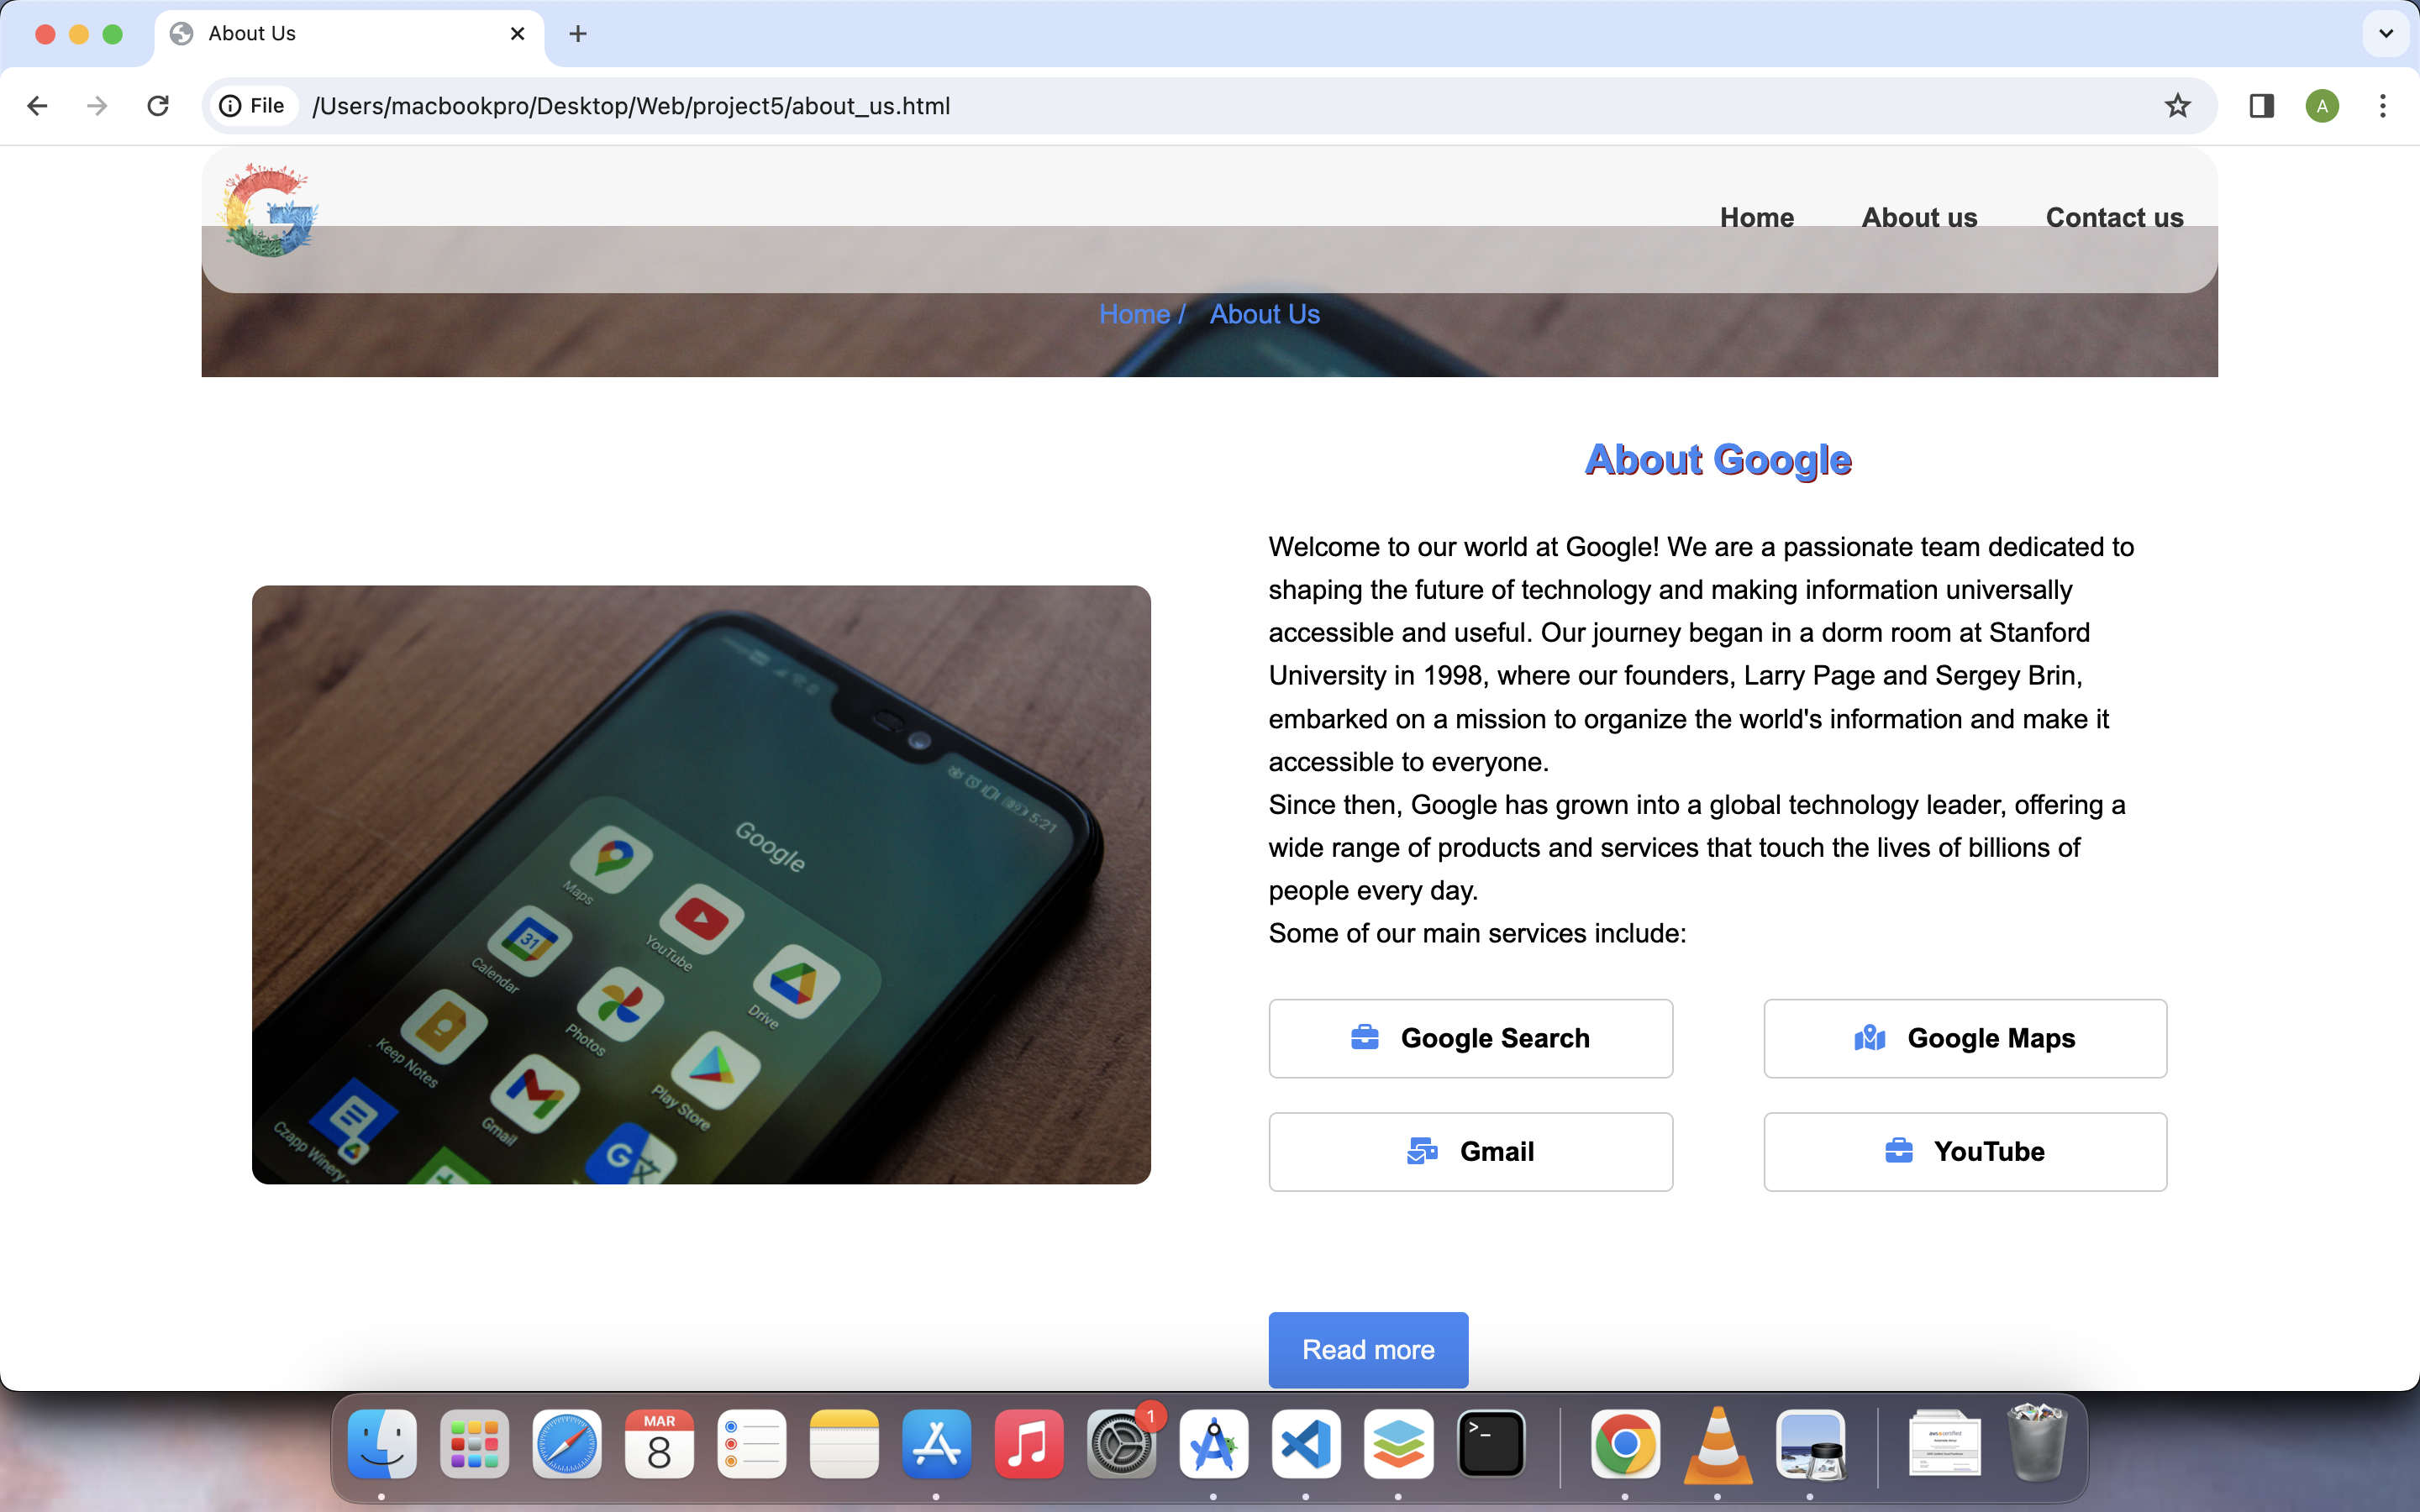 About Us
File /Users/macbookpro/Desktop/Web/project5/about_us.html
A
Home About us Contact us
Home / About Us
About Google
Welcome to our world at Google! We are a passionate team dedicated to
shaping the future of technology and making information universally
accessible and useful. Our journey began in a dorm room at Stanford
University in 1998, where our founders, Larry Page and Sergey Brin,
embarked on a mission to organize the world's information and make it
accessible to everyone.
Since then, Google has grown into a global technology leader, offering a
wide range of products and services that touch the lives of billions of
people every day.
Some of our main services include:
Google Search
Google Maps
Gmail
YouTube
Read more
5:21
Google
Maps
YouTube
Drive
31
Calendar
Photos
Play Store
Keep Notes
Gmail
Czapp Winery
G
MAR
8
1
>_